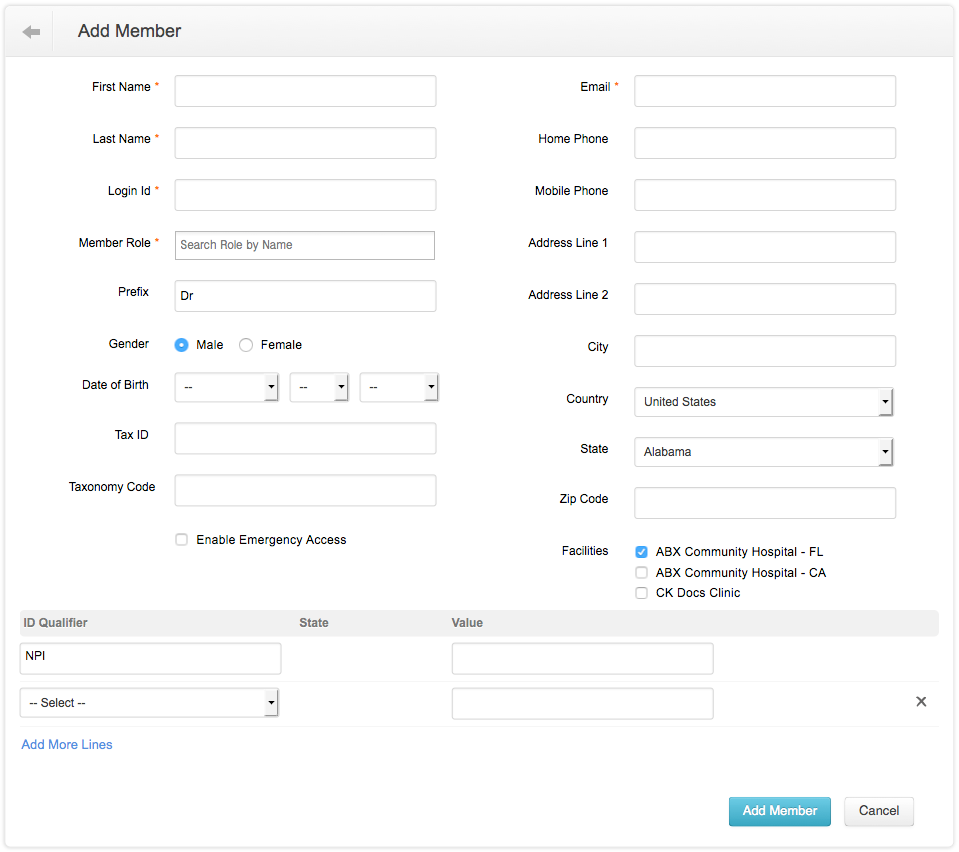 Add Member
First Name *
Last Name *
Login Id *
Member Role * Search Role by Name
Prefix Dr
Gender Male Female
Date of Birth -- -- --
Tax ID
Taxonomy Code
Enable Emergency Access
Email *
Home Phone
Mobile Phone
Address Line 1
Address Line 2
City
Country United States
State Alabama
Zip Code
Facilities ABX Community Hospital - FL
ABX Community Hospital - CA
CK Docs Clinic
ID Qualifier State Value
NPI
-- Select --
Add More Lines
Add Member Cancel